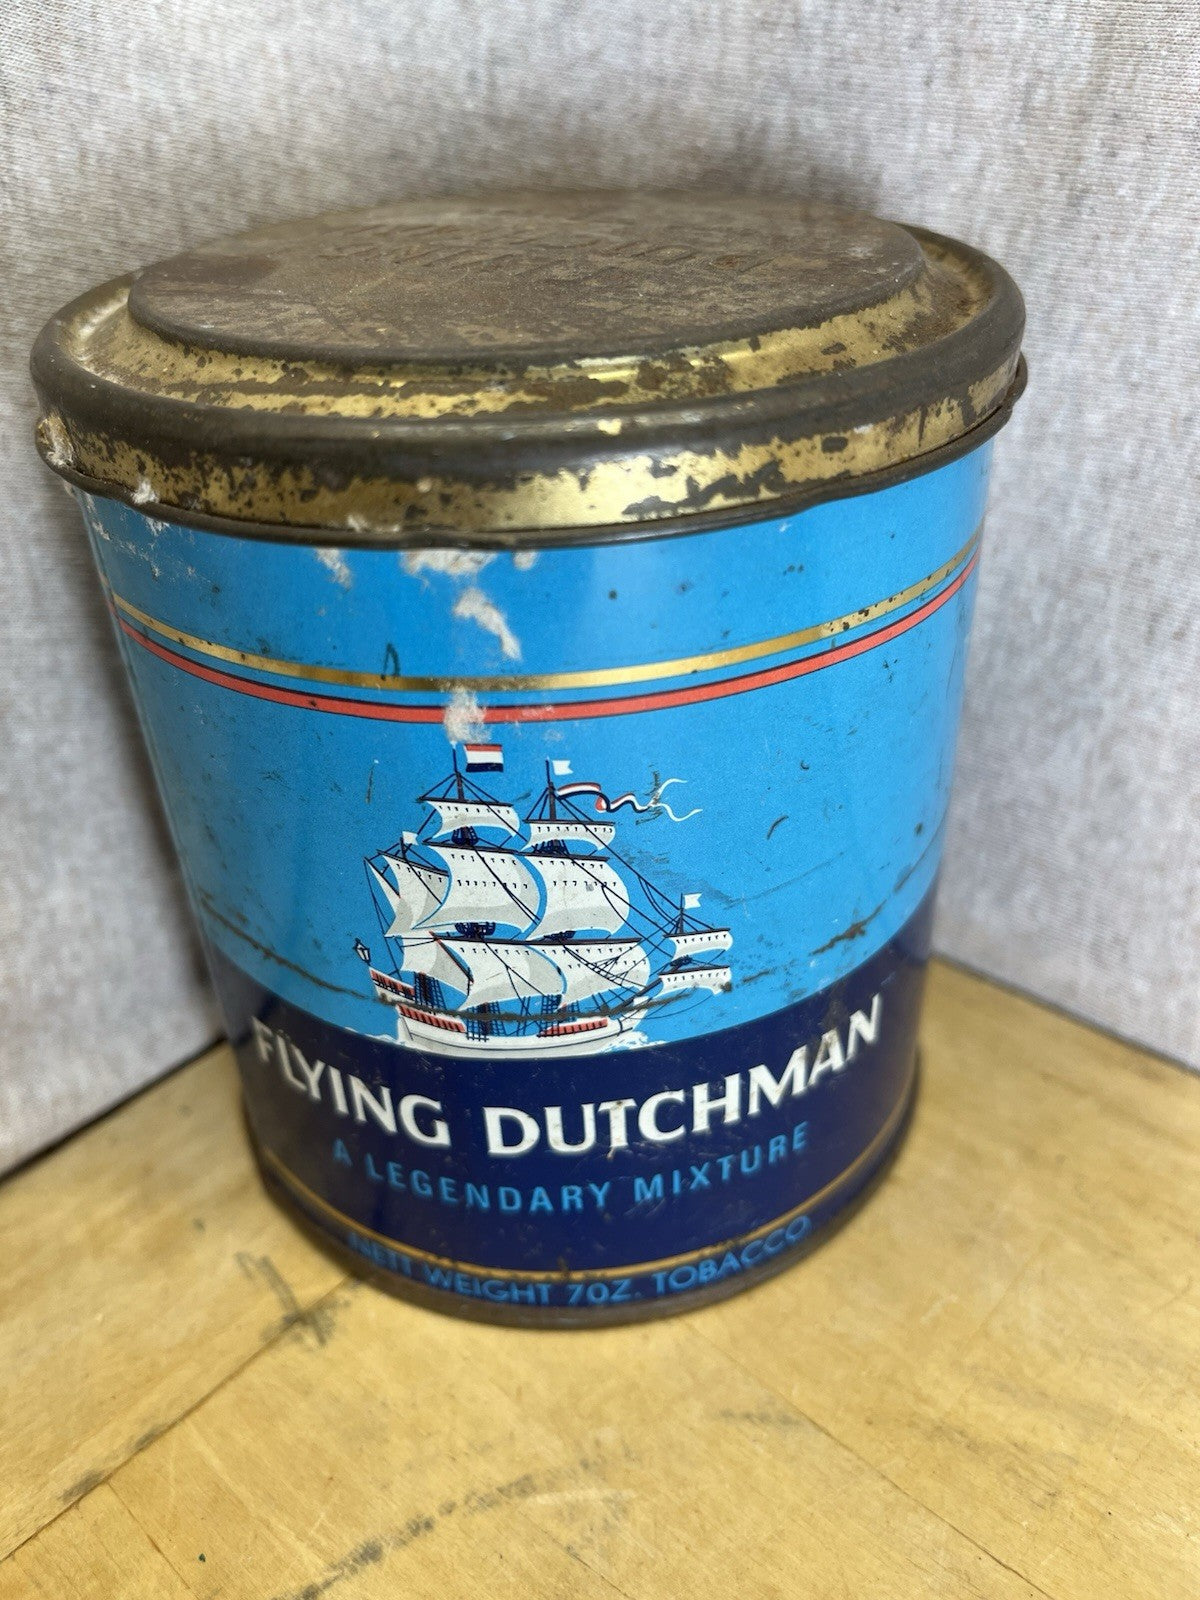 FLYING DUTCHMAN
A LEGENDARY MIXTURE
NETT WEIGHT 7OZ. TOBACCO